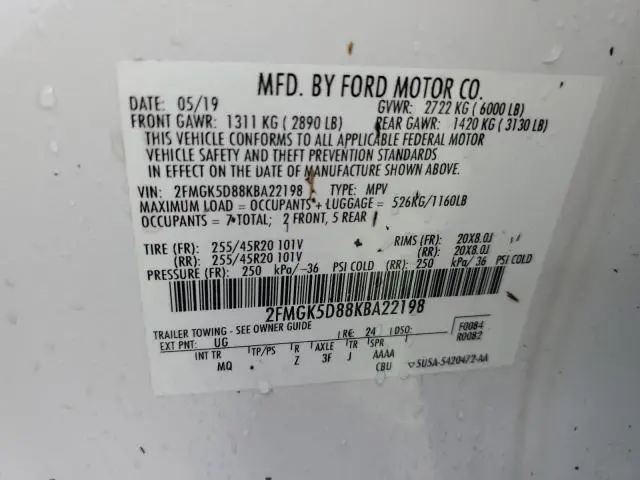 MFD. BY FORD MOTOR CO.
DATE: 05/19 GVWR: 2722 KG ( 6000 LB)
FRONT GAWR: 1311 KG ( 2890 LB) REAR GAWR: 1420 KG ( 3130 LB)
THIS VEHICLE CONFORMS TO ALL APPLICABLE FEDERAL MOTOR
VEHICLE SAFETY AND THEFT PREVENTION STANDARDS
IN EFFECT ON THE DATE OF MANUFACTURE SHOWN ABOVE.
VIN: 2FMGK5D88KBA22198 TYPE: MPV
MAXIMUM LOAD = OCCUPANTS + LUGGAGE = 526KG/1160LB
OCCUPANTS = 7 TOTAL; 2 FRONT, 5 REAR
TIRE (FR): 255/45R20 101V RIMS (FR): 20X8.0J
(RR): 255/45R20 101V (RR): 20X8.0J
PRESSURE (FR): 250 kPa/ 36 PSI COLD (RR): 250 kPa/ 36 PSI COLD
2FMGK5D88KBA22198
TRAILER TOWING - SEE OWNER GUIDE
EXT PNT: UG RC: 24 DSO: F0084
R0082
INT TR TP/PS R AXLE TR SPR
MQ Z 3F J AAAA
CBU 5U5A-5420472-AA